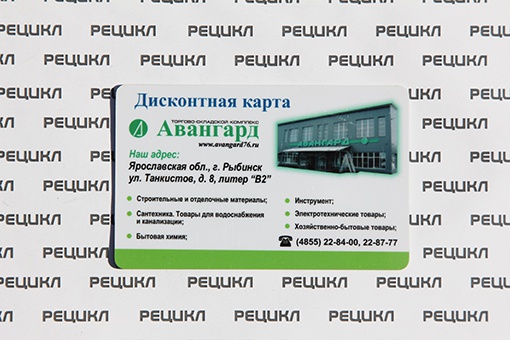 РЕЦИКЛ РЕЦИКЛ РЕЦИКЛ РЕЦИКЛ РЕЦИКЛ
Дисконтная карта
ТОРГОВО-СКЛАДСКОЙ КОМПЛЕКС
Авангард
www.avangard76.ru
АВАНГАРД
Наш адрес:
Ярославская обл., г. Рыбинск
ул. Танкистов, д. 8, литер "В2"
Строительные и отделочные материалы;
Сантехника. Товары для водоснабжения
и канализации;
Бытовая химия;
Инструмент;
Электротехнические товары;
Хозяйственно-бытовые товары;
(4855) 22-84-00, 22-87-77
РЕЦИКЛ РЕЦИКЛ РЕЦИКЛ РЕЦИКЛ РЕЦИКЛ